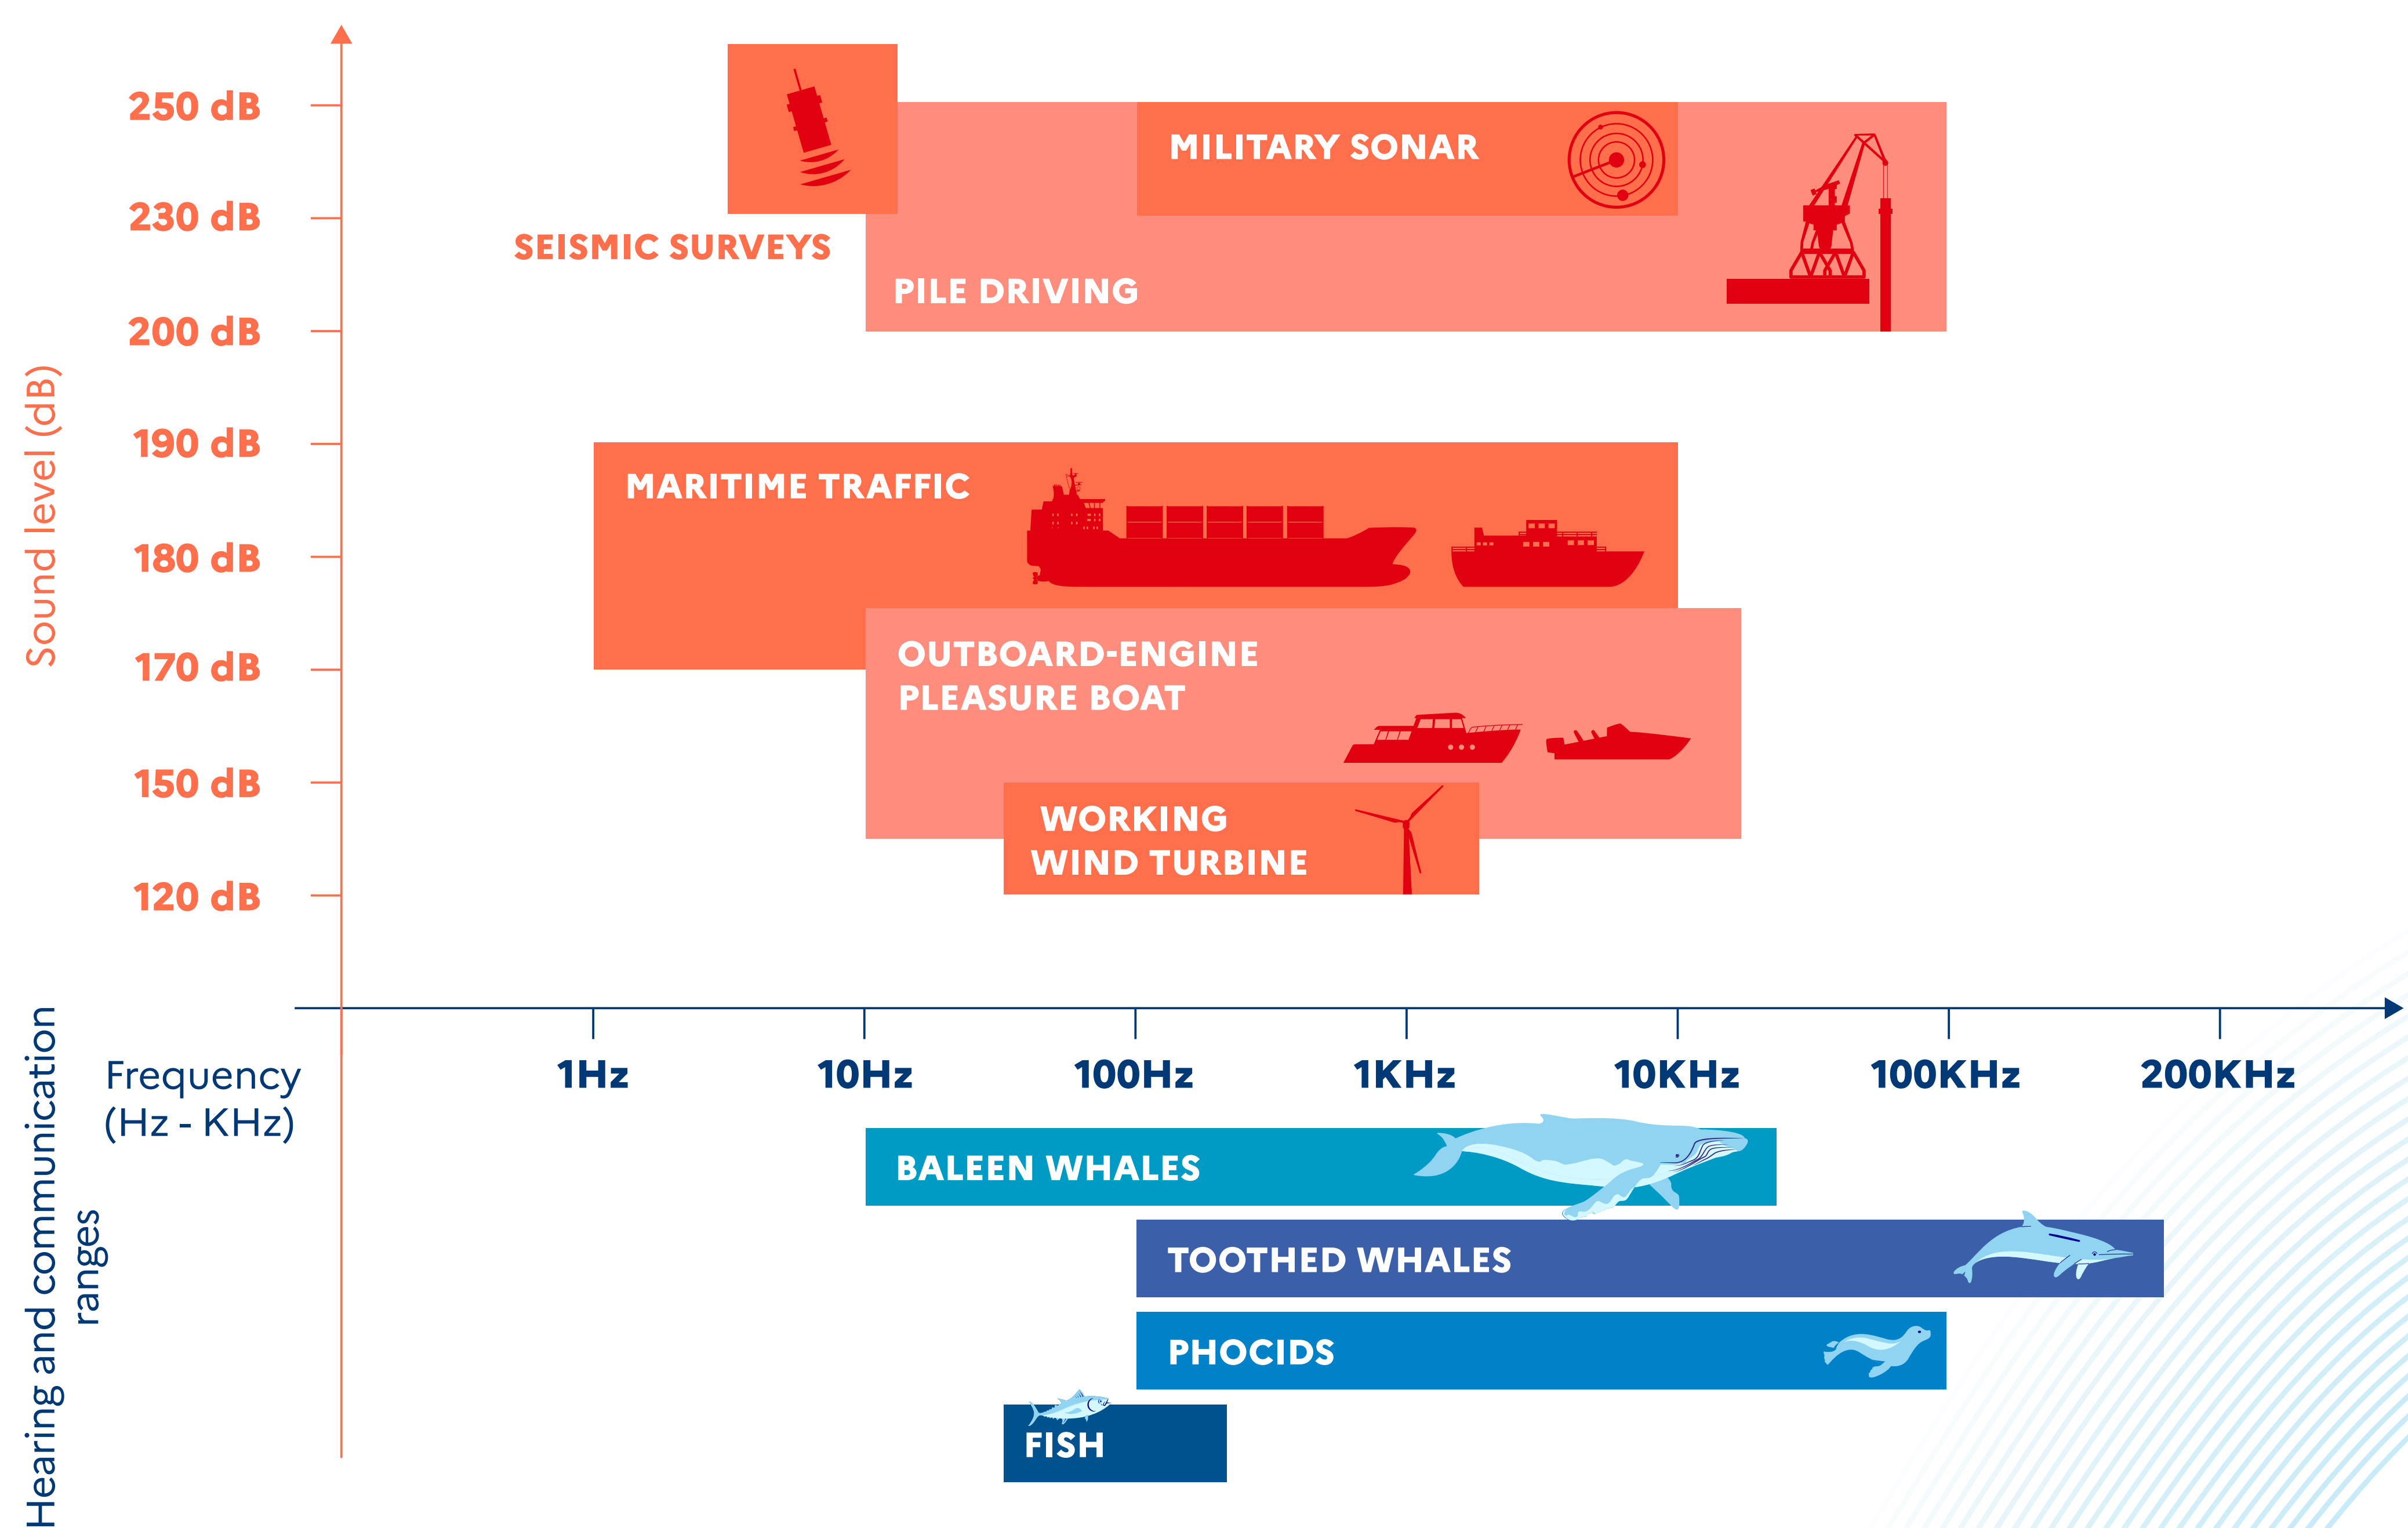 250 dB
230 dB
200 dB
190 dB
180 dB
170 dB
150 dB
120 dB
Sound level (dB)
SEISMIC SURVEYS
MILITARY SONAR
PILE DRIVING
MARITIME TRAFFIC
OUTBOARD-ENGINE
PLEASURE BOAT
WORKING
WIND TURBINE
Frequency
(Hz - KHz)
1Hz
10Hz
100Hz
1KHz
10KHz
100KHz
200KHz
Hearing and communication
ranges
BALEEN WHALES
TOOTHED WHALES
PHOCIDS
FISH